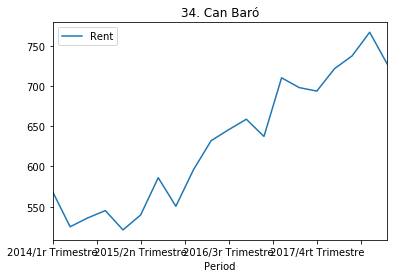 34. Can Baró
Rent
750
700
650
600
550
2014/1r Trimestre 2015/2n Trimestre 2016/3r Trimestre 2017/4rt Trimestre
Period